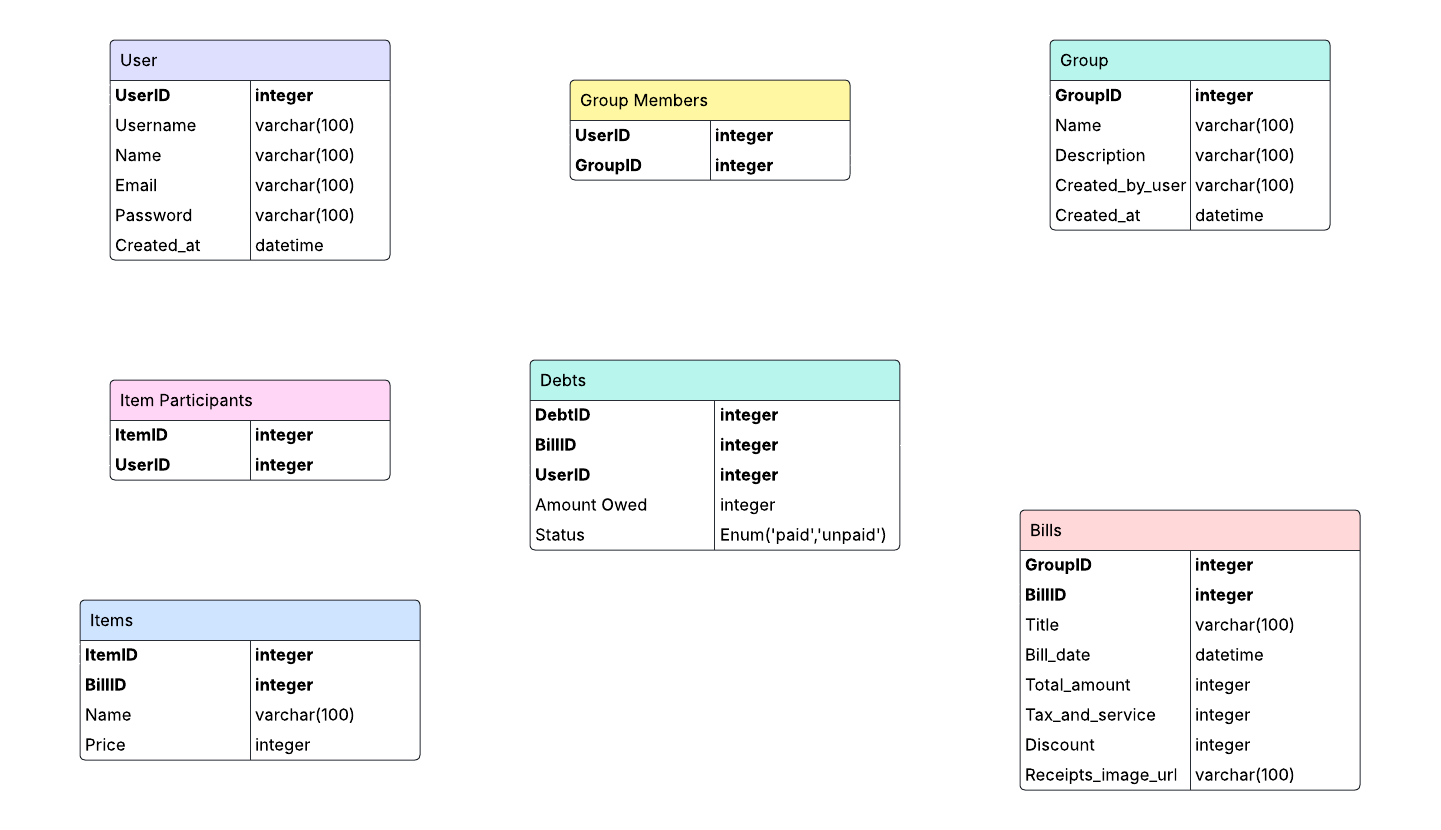 User
UserID integer
Username varchar(100)
Name varchar(100)
Email varchar(100)
Password varchar(100)
Created_at datetime
Group Members
UserID integer
GroupID integer
Group
GroupID integer
Name varchar(100)
Description varchar(100)
Created_by_user varchar(100)
Created_at datetime
Item Participants
ItemID integer
UserID integer
Debts
DebtID integer
BillID integer
UserID integer
Amount Owed integer
Status Enum('paid','unpaid')
Items
ItemID integer
BillID integer
Name varchar(100)
Price integer
Bills
GroupID integer
BillID integer
Title varchar(100)
Bill_date datetime
Total_amount integer
Tax_and_service integer
Discount integer
Receipts_image_url varchar(100)